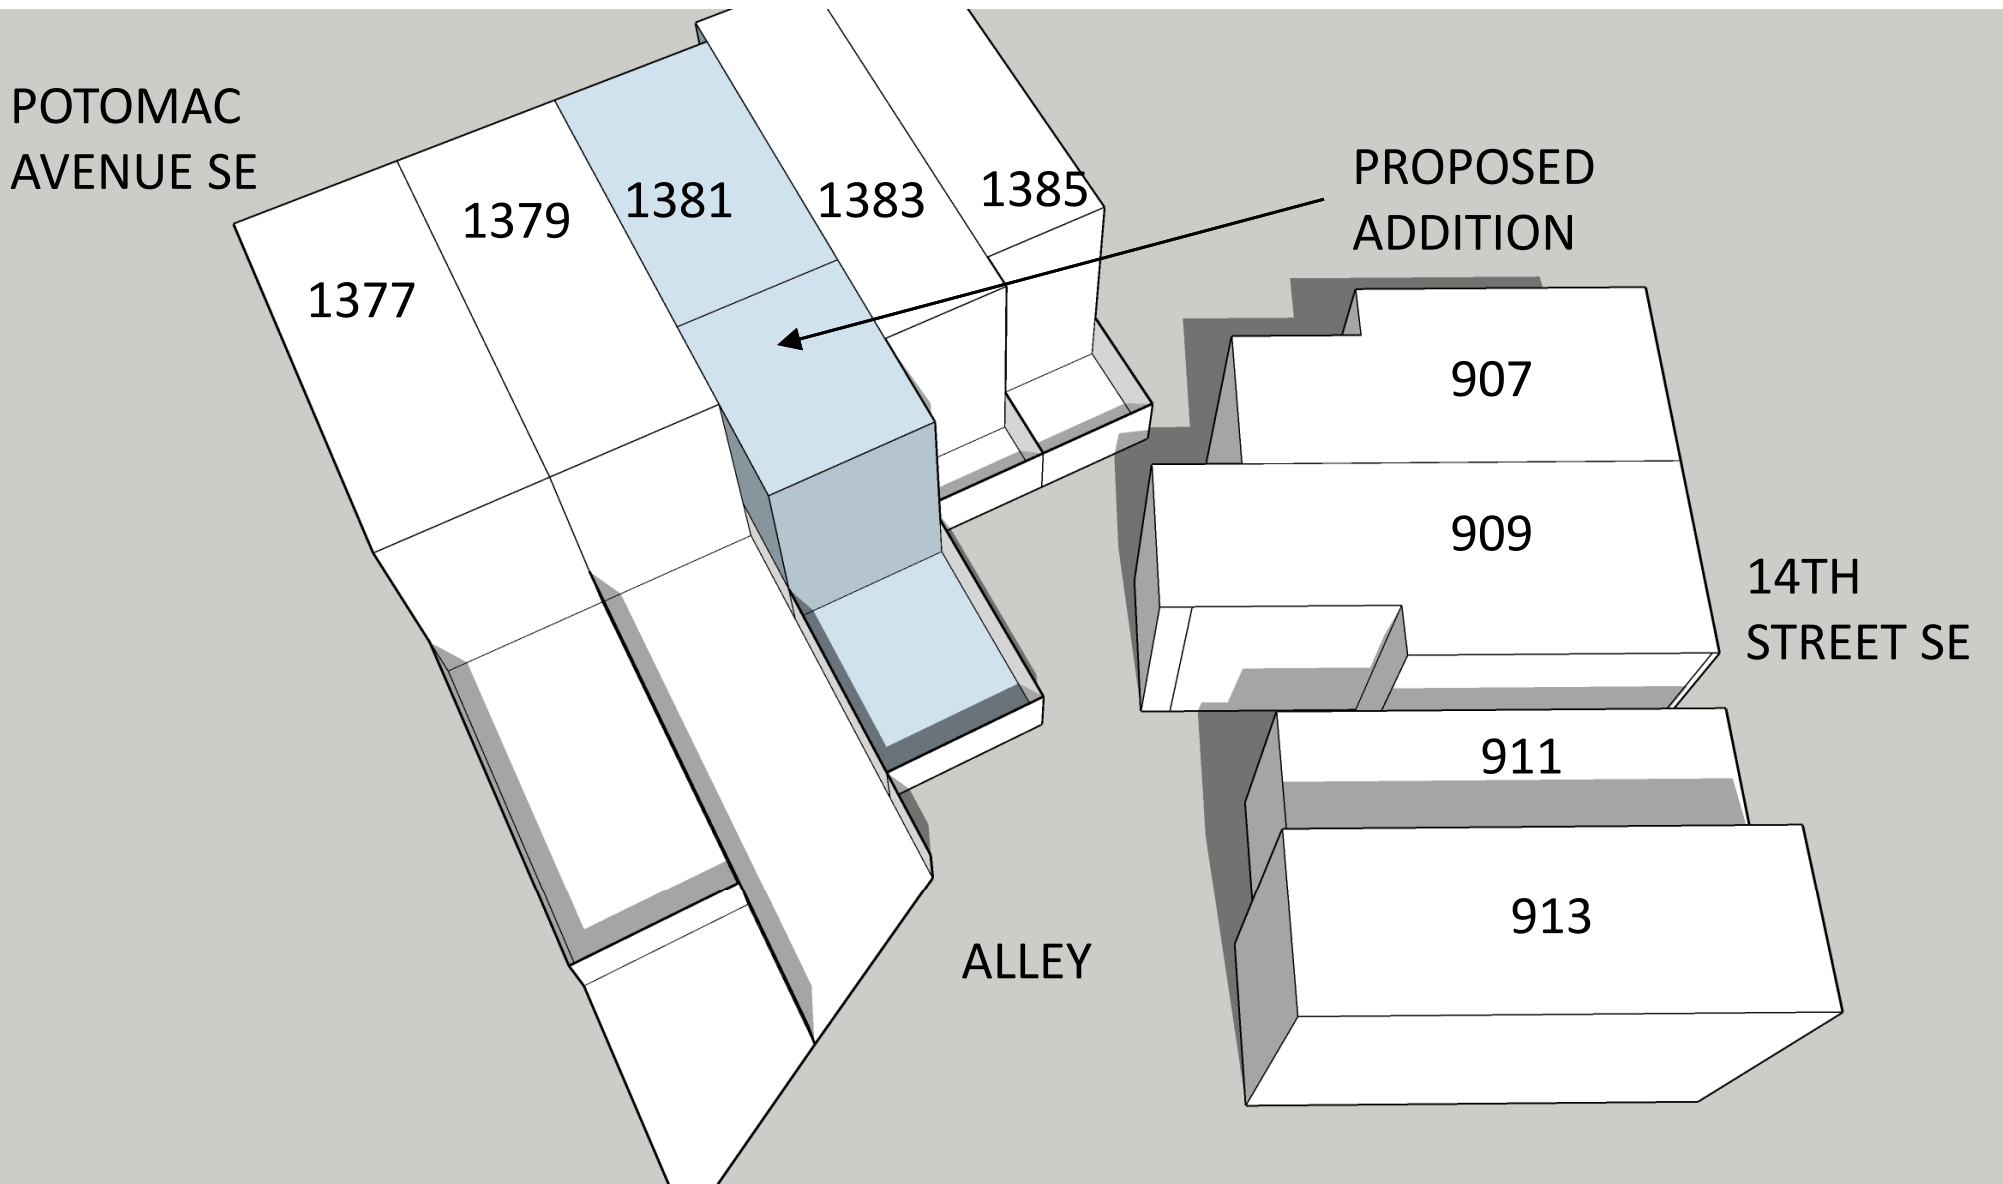 POTOMAC
AVENUE SE
1377
1379
1381
1383
1385
PROPOSED
ADDITION
907
909
14TH
STREET SE
911
913
ALLEY